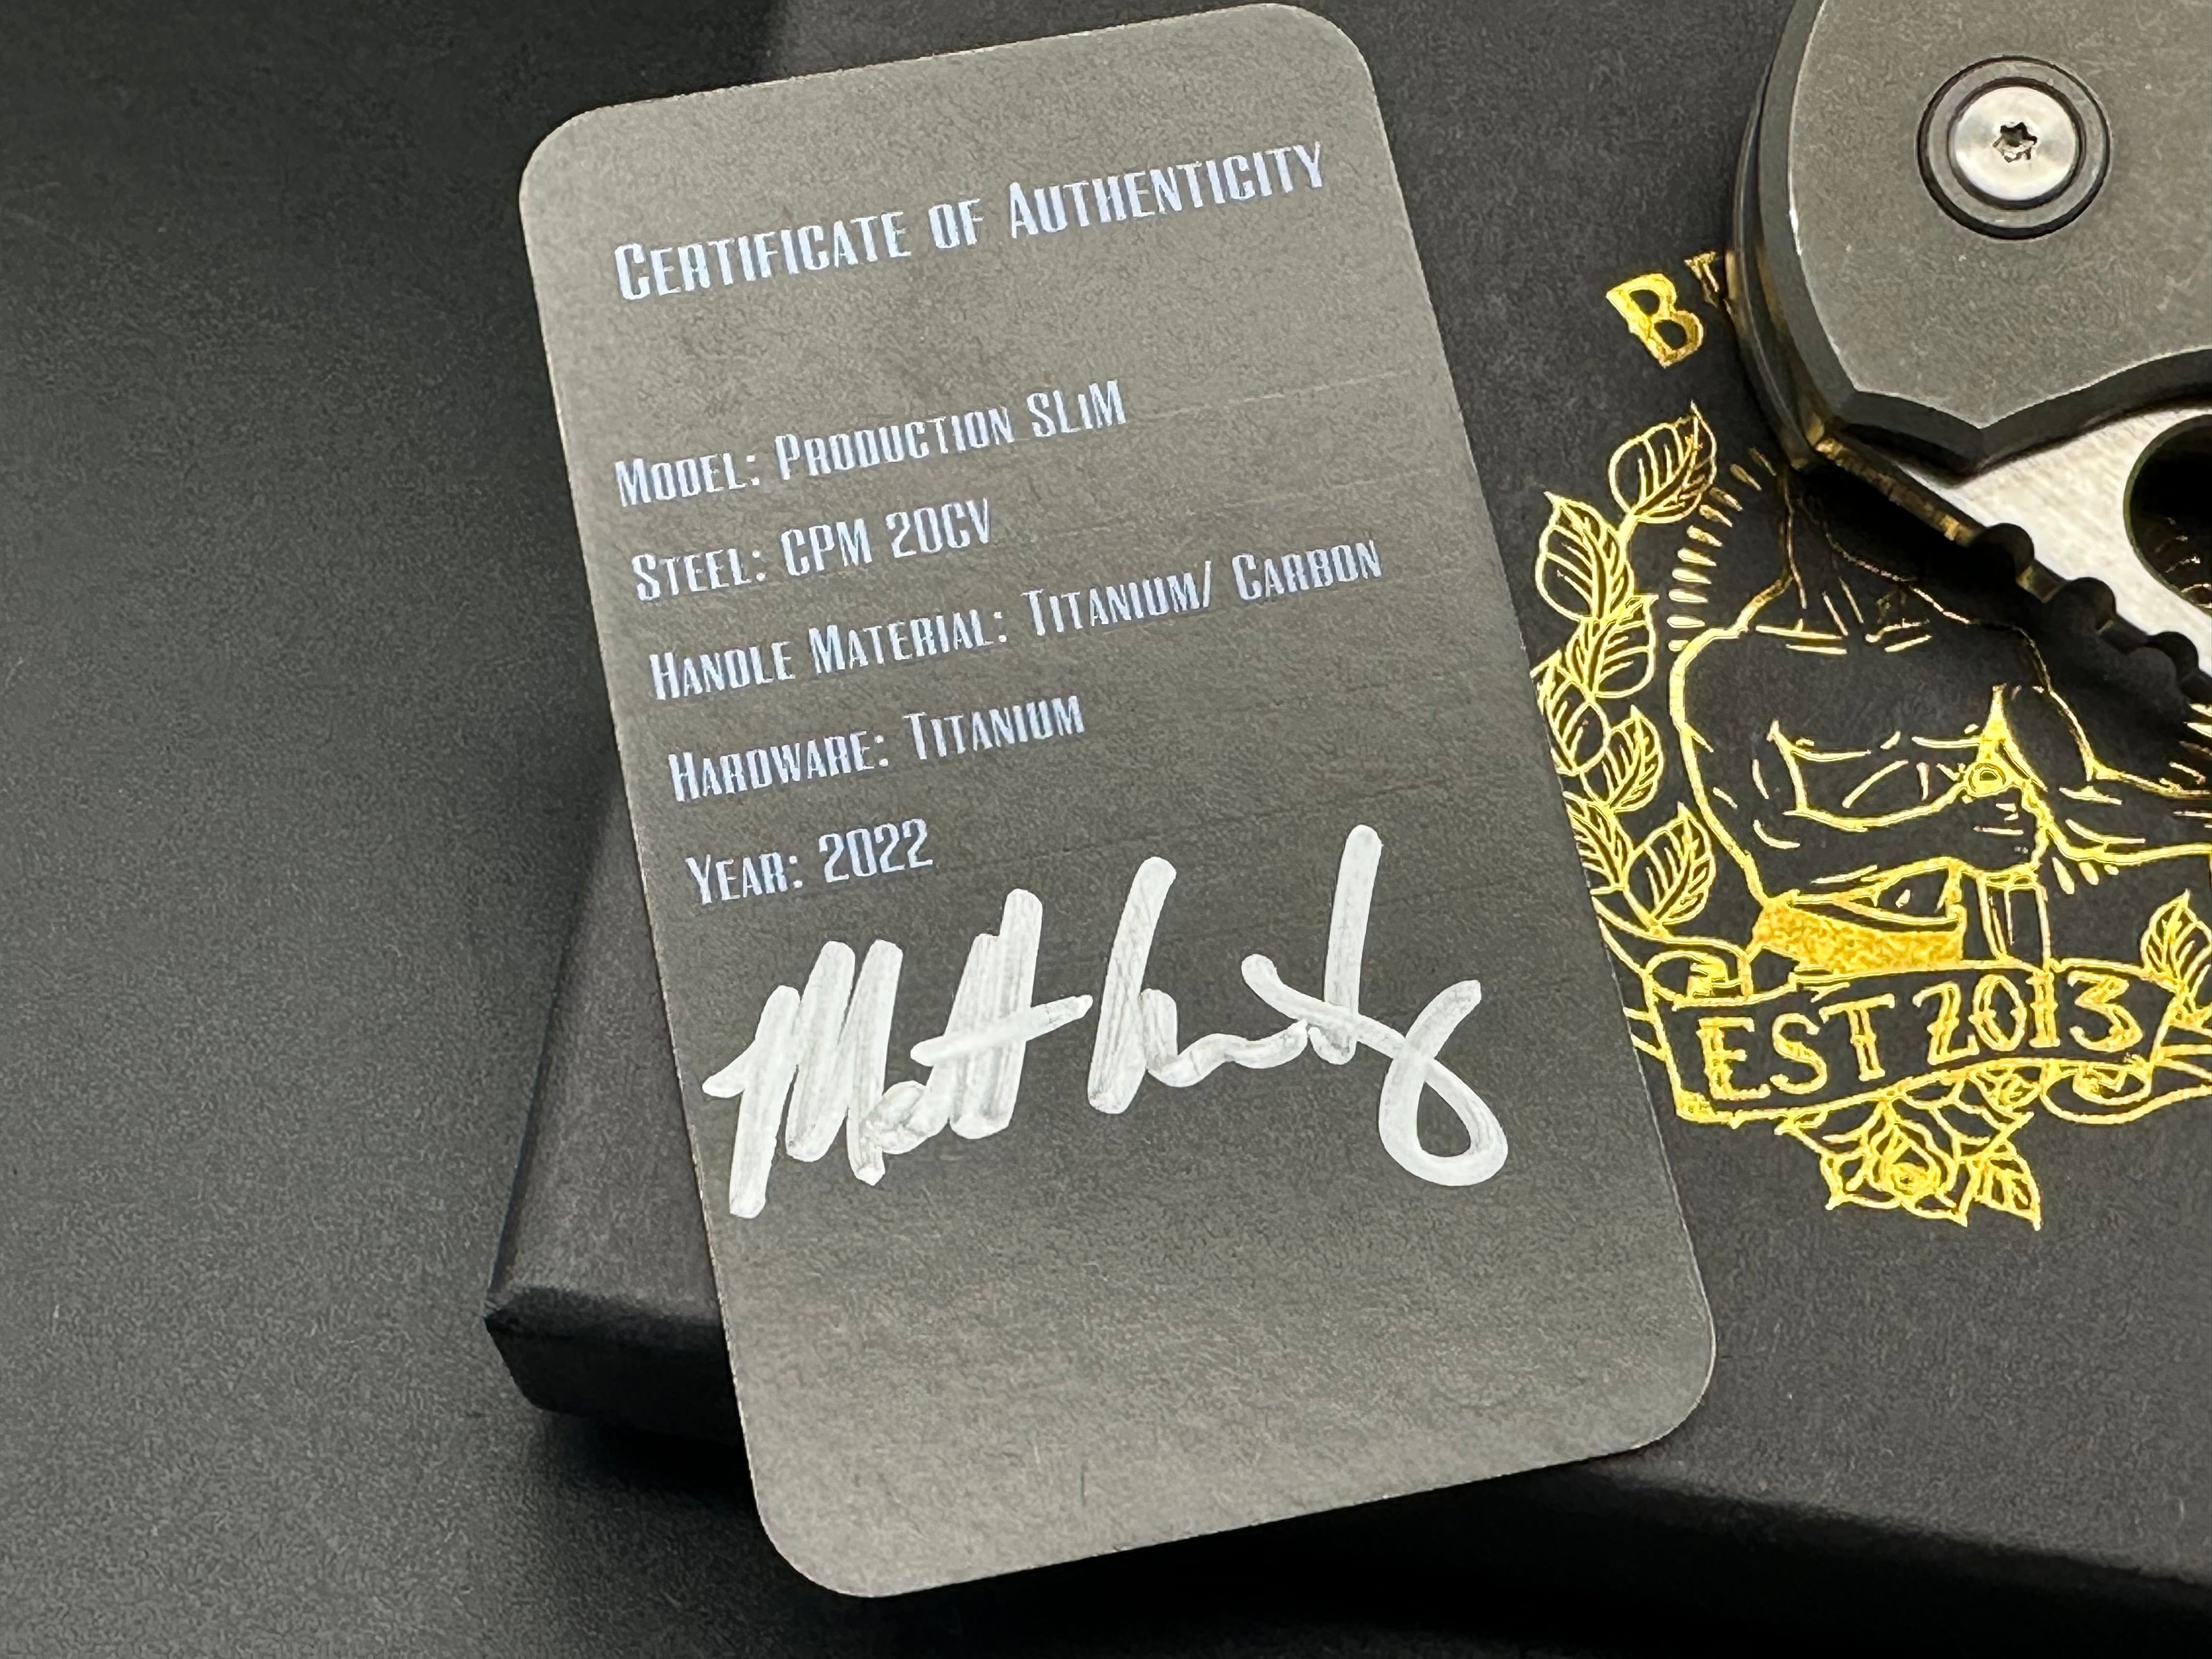 Certificate of Authenticity
Model: Production SLiM
Steel: CPM 20CV
Handle Material: Titanium/ Carbon
Hardware: Titanium
Year: 2022
Matt
EST 2013